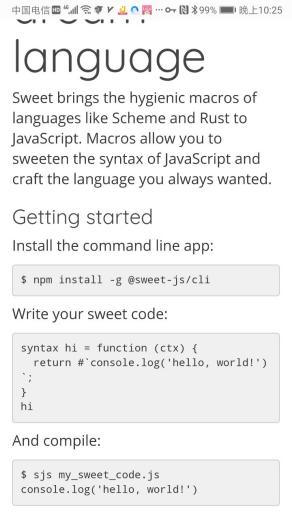 中国电信 HD 4G 99% 晚上10:25
language
Sweet brings the hygienic macros of
languages like Scheme and Rust to
JavaScript. Macros allow you to
sweeten the syntax of JavaScript and
craft the language you always wanted.
Getting started
Install the command line app:
$ npm install -g @sweet-js/cli
Write your sweet code:
syntax hi = function (ctx) {
  return #`console.log('hello, world!')
`;
}
hi
And compile:
$ sjs my_sweet_code.js
console.log('hello, world!')